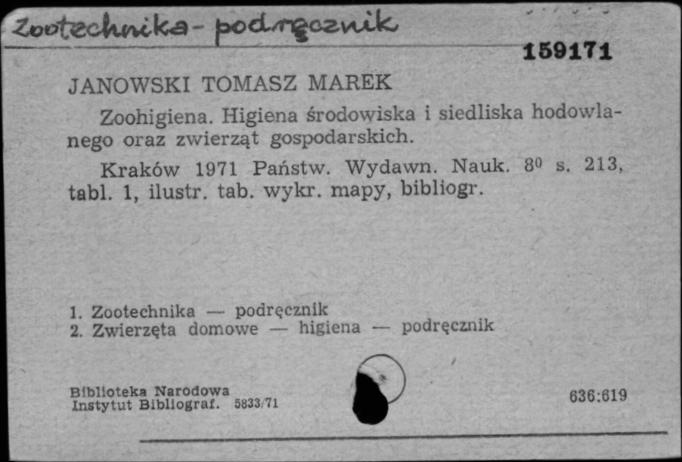 Zootechnika - podręcznik
159171
JANOWSKI TOMASZ MAREK
Zoohigiena. Higiena środowiska i siedliska hodowla-
nego oraz zwierząt gospodarskich.
Kraków 1971 Państw. Wydawn. Nauk. 8⁰ s. 213,
tabl. 1, ilustr. tab. wykr. mapy, bibliogr.
1. Zootechnika — podręcznik
2. Zwierzęta domowe — higiena — podręcznik
Biblioteka Narodowa
Instytut Bibliograf. 5833/71
636:619